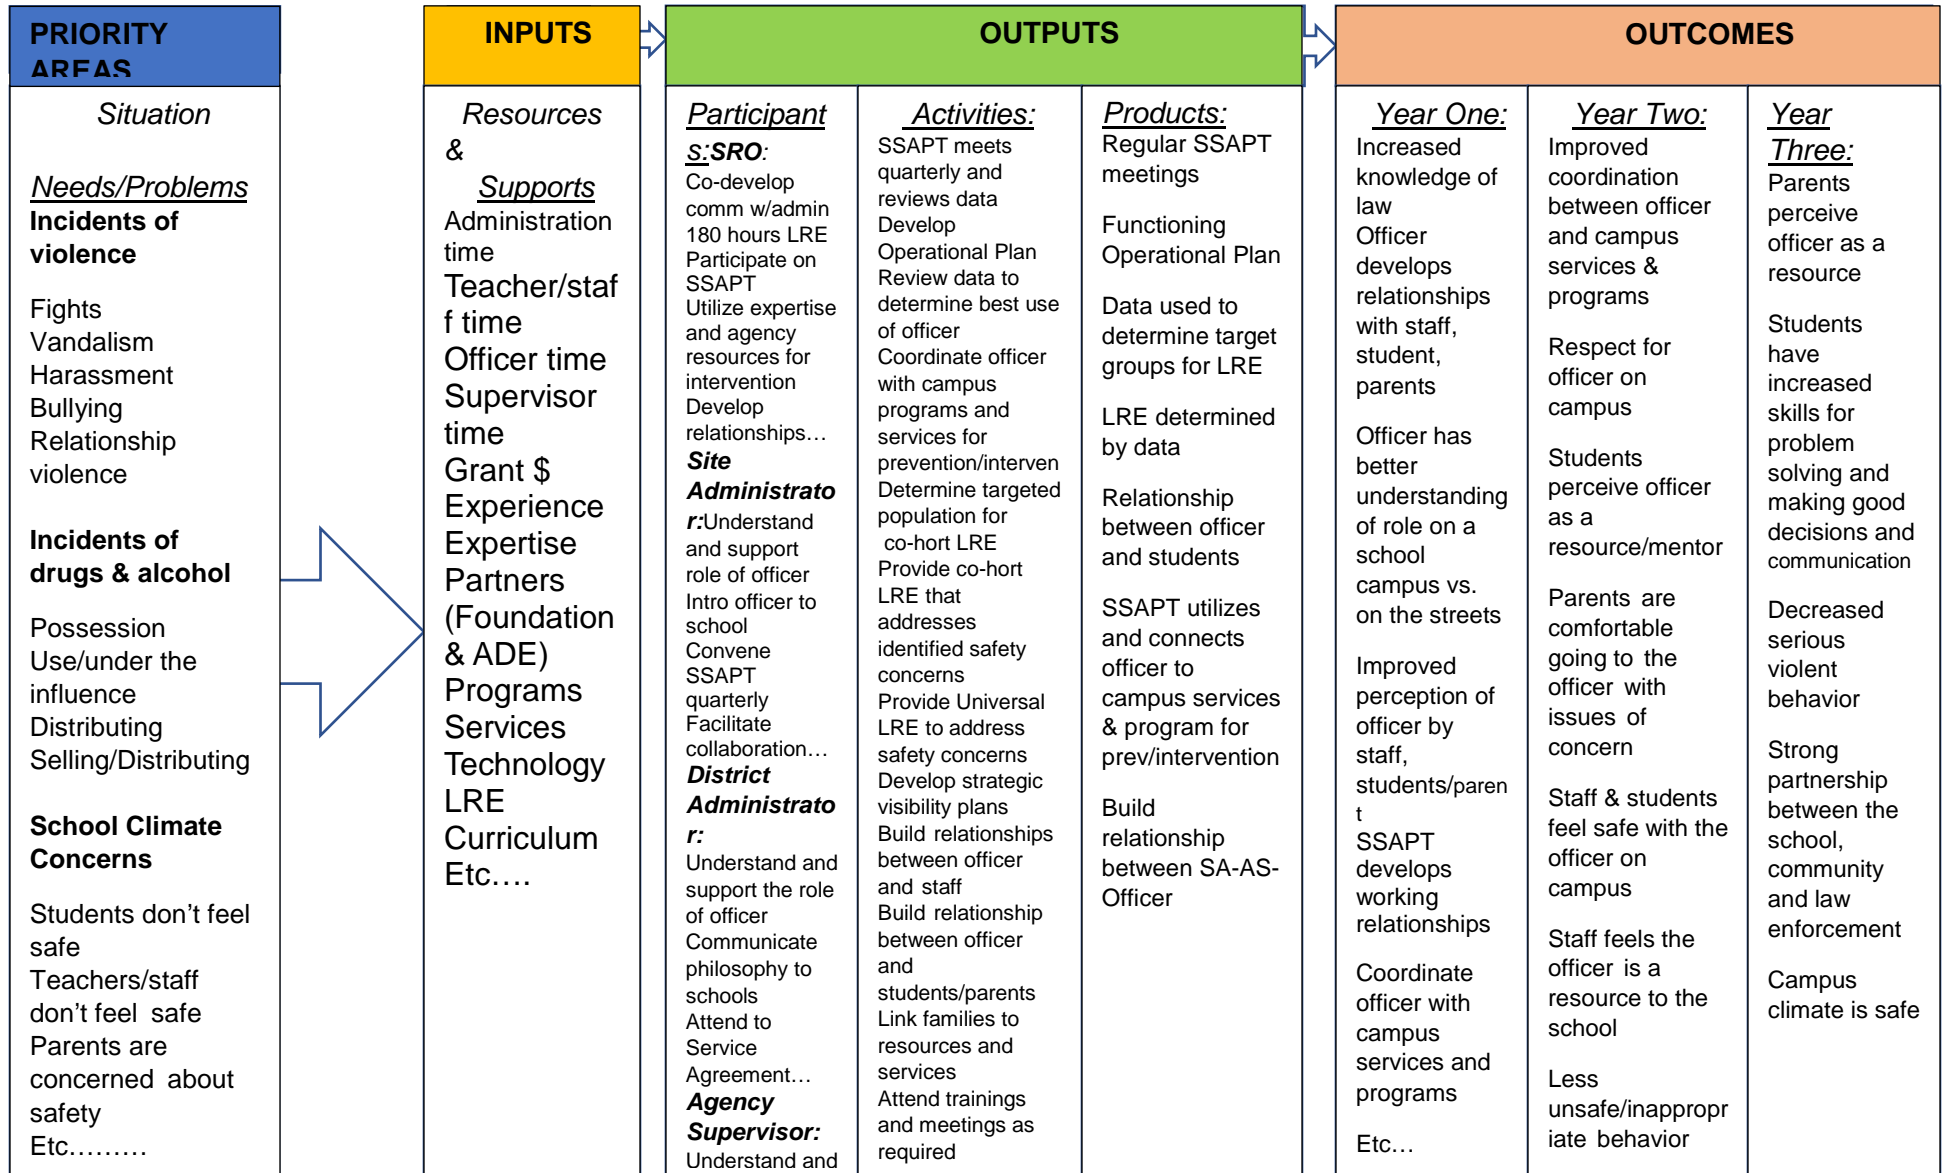 PRIORITY
AREAS
Situation
Needs/Problems
Incidents of
violence
Fights
Vandalism
Harassment
Bullying
Relationship
violence
Incidents of
drugs & alcohol
Possession
Use/under the
influence
Distributing
Selling/Distributing
School Climate
Concerns
Students don’t feel
safe
Teachers/staff
don’t feel safe
Parents are
concerned about
safety
Etc………
INPUTS
Resources
&
Supports
Administration
time
Teacher/staf
f time
Officer time
Supervisor
time
Grant $
Experience
Expertise
Partners
(Foundation
& ADE)
Programs
Services
Technology
LRE
Curriculum
Etc….
OUTPUTS
Participant
s:SRO:
Co-develop
comm w/admin
180 hours LRE
Participate on
SSAPT
Utilize expertise
and agency
resources for
intervention
Develop
relationships…
Site
Administrato
r:Understand
and support
role of officer
Intro officer to
school
Convene
SSAPT
quarterly
Facilitate
collaboration…
District
Administrato
r:
Understand and
support the role
of officer
Communicate
philosophy to
schools
Attend to
Service
Agreement…
Agency
Supervisor:
Understand and
Activities:
SSAPT meets
quarterly and
reviews data
Develop
Operational Plan
Review data to
determine best use
of officer
Coordinate officer
with campus
programs and
services for
prevention/interven
Determine targeted
population for
co-hort LRE
Provide co-hort
LRE that
addresses
identified safety
concerns
Provide Universal
LRE to address
safety concerns
Develop strategic
visibility plans
Build relationships
between officer
and staff
Build relationship
between officer
and
students/parents
Link families to
resources and
services
Attend trainings
and meetings as
required
Products:
Regular SSAPT
meetings
Functioning
Operational Plan
Data used to
determine target
groups for LRE
LRE determined
by data
Relationship
between officer
and students
SSAPT utilizes
and connects
officer to
campus services
& program for
prev/intervention
Build
relationship
between SA-AS-
Officer
OUTCOMES
Year One:
Increased
knowledge of
law
Officer
develops
relationships
with staff,
student,
parents
Officer has
better
understanding
of role on a
school
campus vs.
on the streets
Improved
perception of
officer by
staff,
students/paren
t
SSAPT
develops
working
relationships
Coordinate
officer with
campus
services and
programs
Etc…
Year Two:
Improved
coordination
between officer
and campus
services &
programs
Respect for
officer on
campus
Students
perceive officer
as a
resource/mentor
Parents are
comfortable
going to the
officer with
issues of
concern
Staff & students
feel safe with the
officer on
campus
Staff feels the
officer is a
resource to the
school
Less
unsafe/inappropr
iate behavior
Year
Three:
Parents
perceive
officer as a
resource
Students
have
increased
skills for
problem
solving and
making good
decisions and
communication
Decreased
serious
violent
behavior
Strong
partnership
between the
school,
community
and law
enforcement
Campus
climate is safe